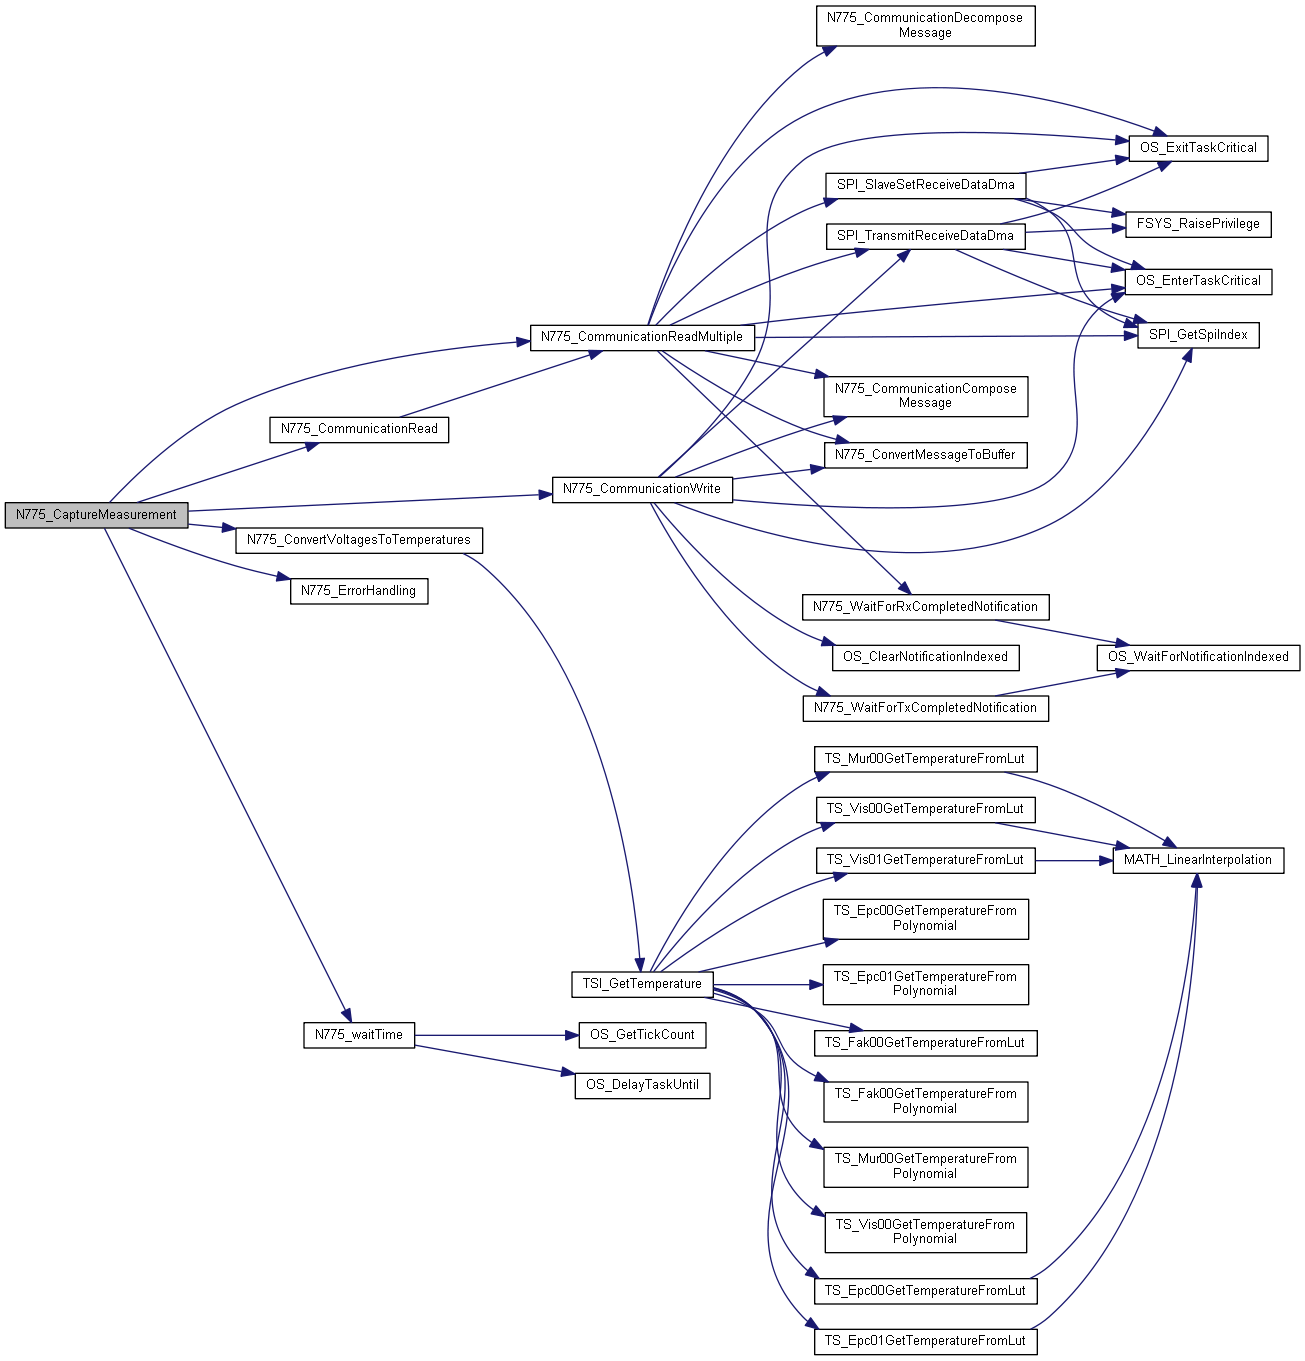 N775_CommunicationDecompose
Message
OS_ExitTaskCritical
SPI_SlaveSetReceiveDataDma
FSYS_RaisePrivilege
SPI_TransmitReceiveDataDma
OS_EnterTaskCritical
N775_CommunicationReadMultiple
SPI_GetSpiIndex
N775_CommunicationCompose
Message
N775_CommunicationRead
N775_ConvertMessageToBuffer
N775_CommunicationWrite
N775_CaptureMeasurement
N775_ConvertVoltagesToTemperatures
N775_ErrorHandling
N775_WaitForRxCompletedNotification
OS_ClearNotificationIndexed
OS_WaitForNotificationIndexed
N775_WaitForTxCompletedNotification
TS_Mur00GetTemperatureFromLut
TS_Vis00GetTemperatureFromLut
TS_Vis01GetTemperatureFromLut
MATH_LinearInterpolation
TS_Epc00GetTemperatureFrom
Polynomial
TS_Epc01GetTemperatureFrom
Polynomial
TSI_GetTemperature
N775_waitTime
OS_GetTickCount
TS_Fak00GetTemperatureFromLut
OS_DelayTaskUntil
TS_Fak00GetTemperatureFrom
Polynomial
TS_Mur00GetTemperatureFrom
Polynomial
TS_Vis00GetTemperatureFrom
Polynomial
TS_Epc00GetTemperatureFromLut
TS_Epc01GetTemperatureFromLut